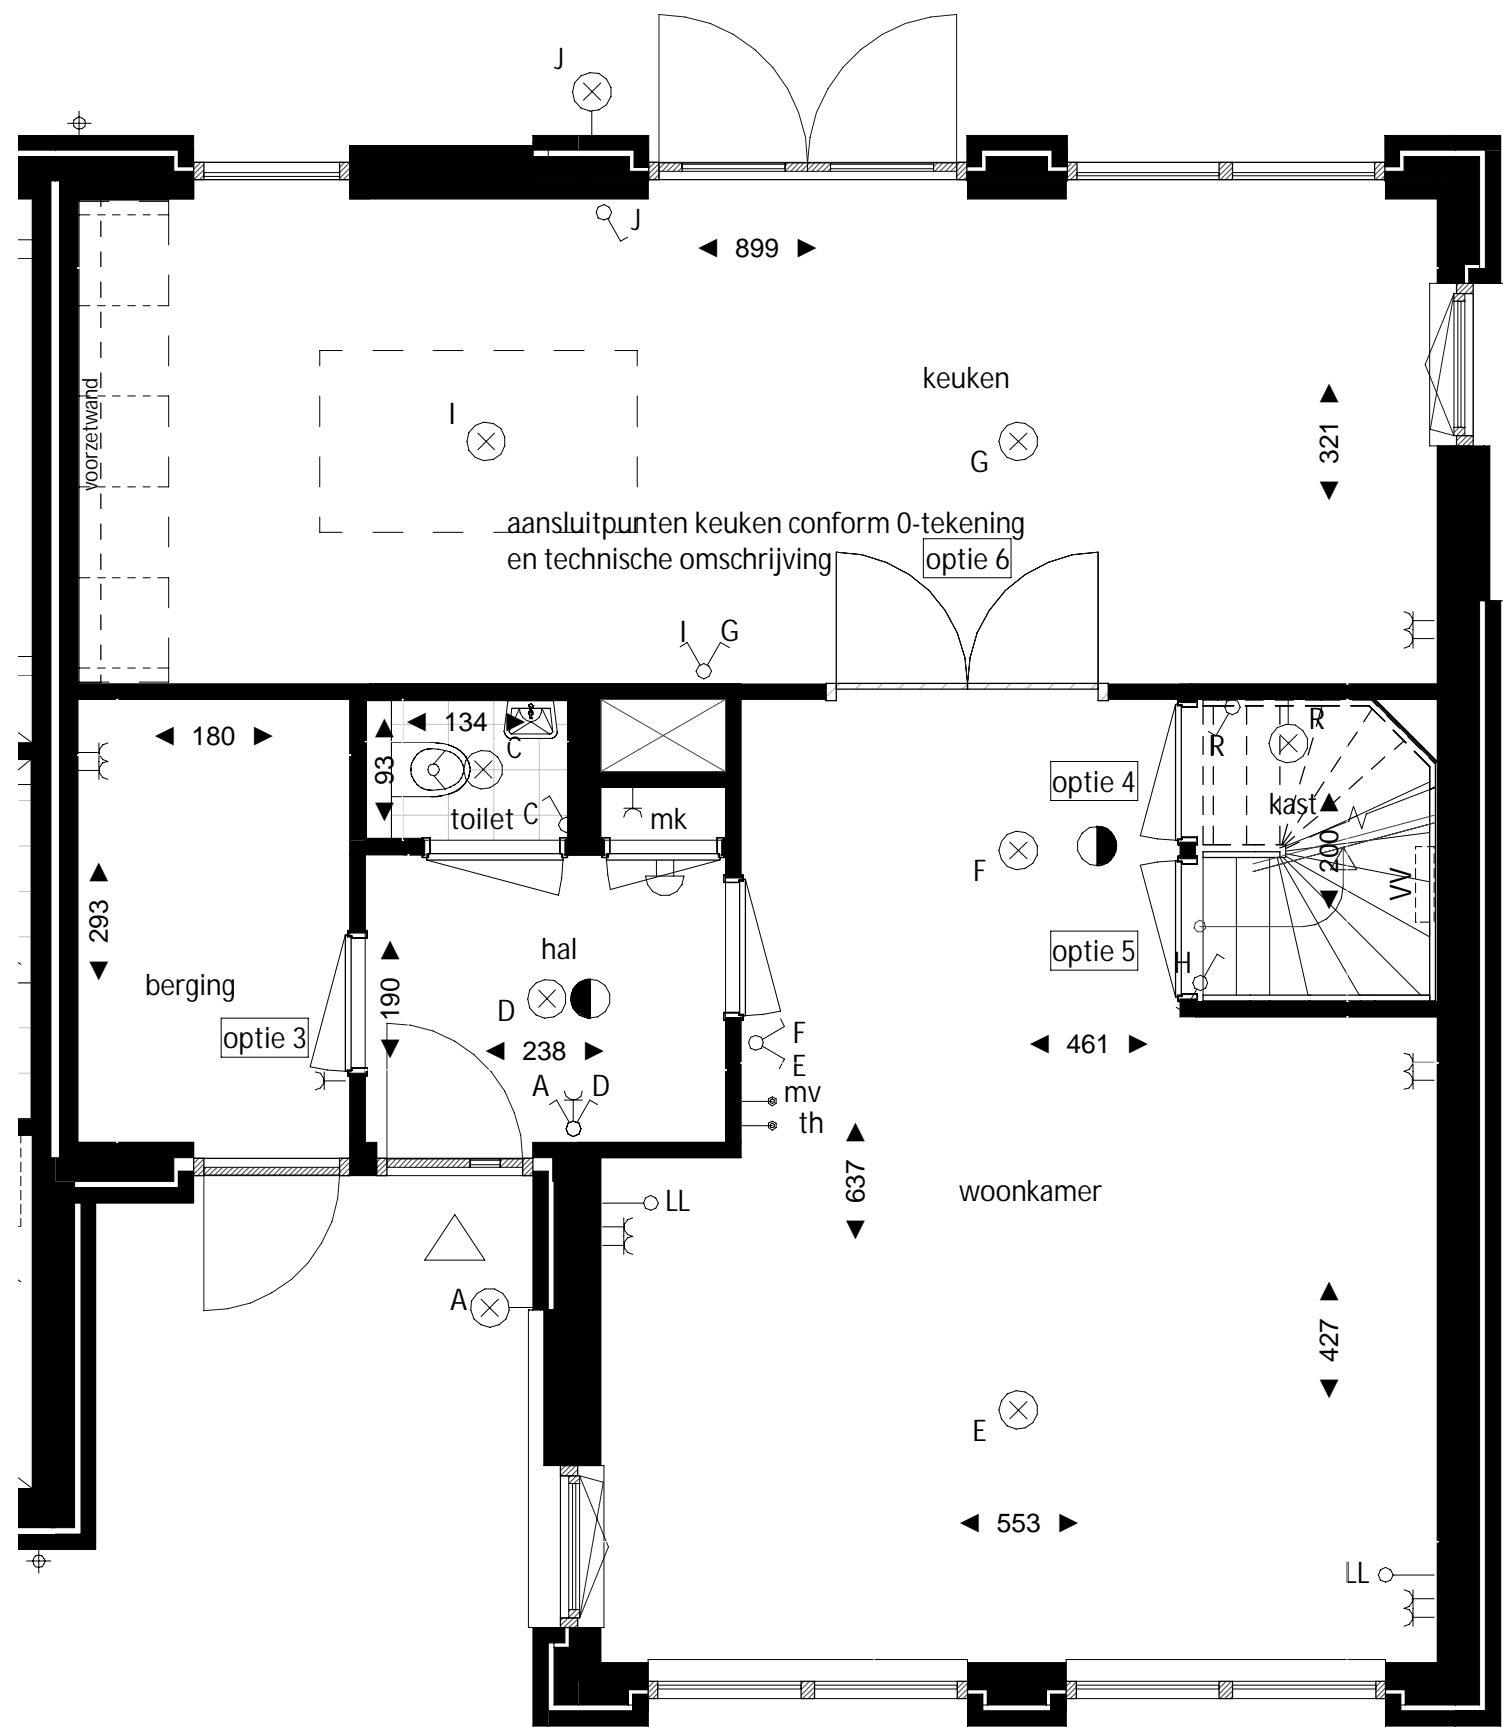 J
J
899
keuken
voorzetwand
I
G
321
aansluitpunten keuken conform 0-tekening
en technische omschrijving
optie 6
I G
180
134
93
C
toilet
C
mk
optie 4
R
R
kast
200
VV
F
293
berging
hal
190
D
optie 3
238
A D
optie 5
H
F
E
mv
th
461
637
woonkamer
LL
A
427
E
553
LL